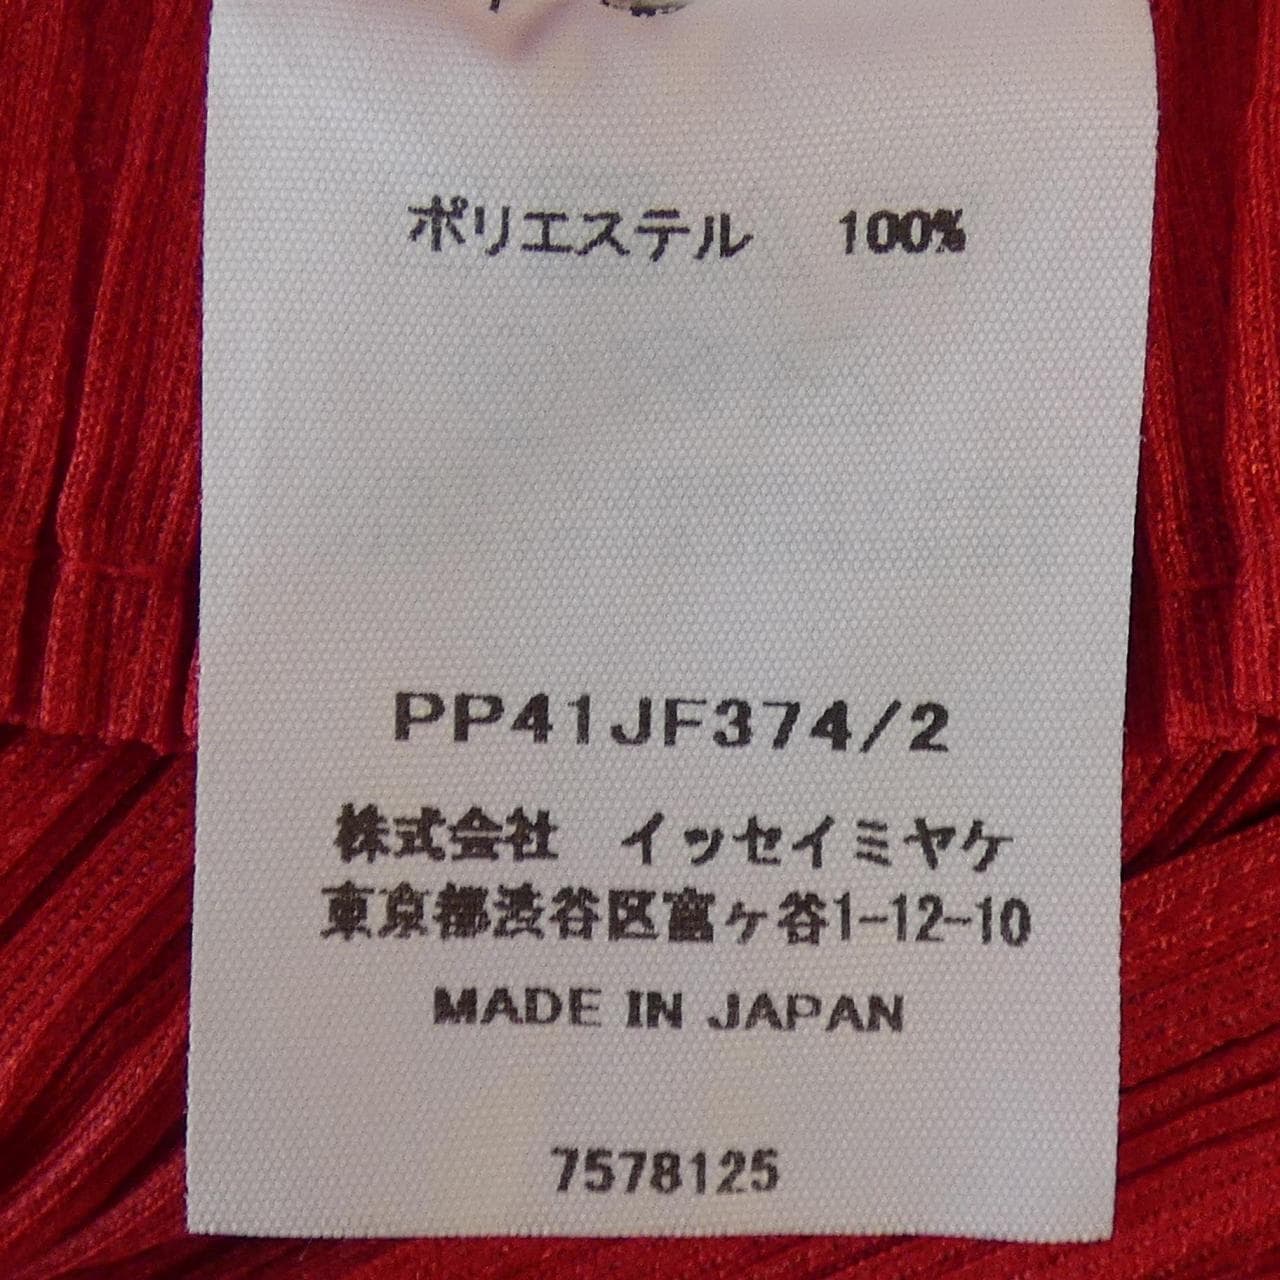 ポリエステル 100%
PP41JF374/2
株式会社 イッセイミヤケ
東京都渋谷区富ヶ谷1-12-10
MADE IN JAPAN
7578125